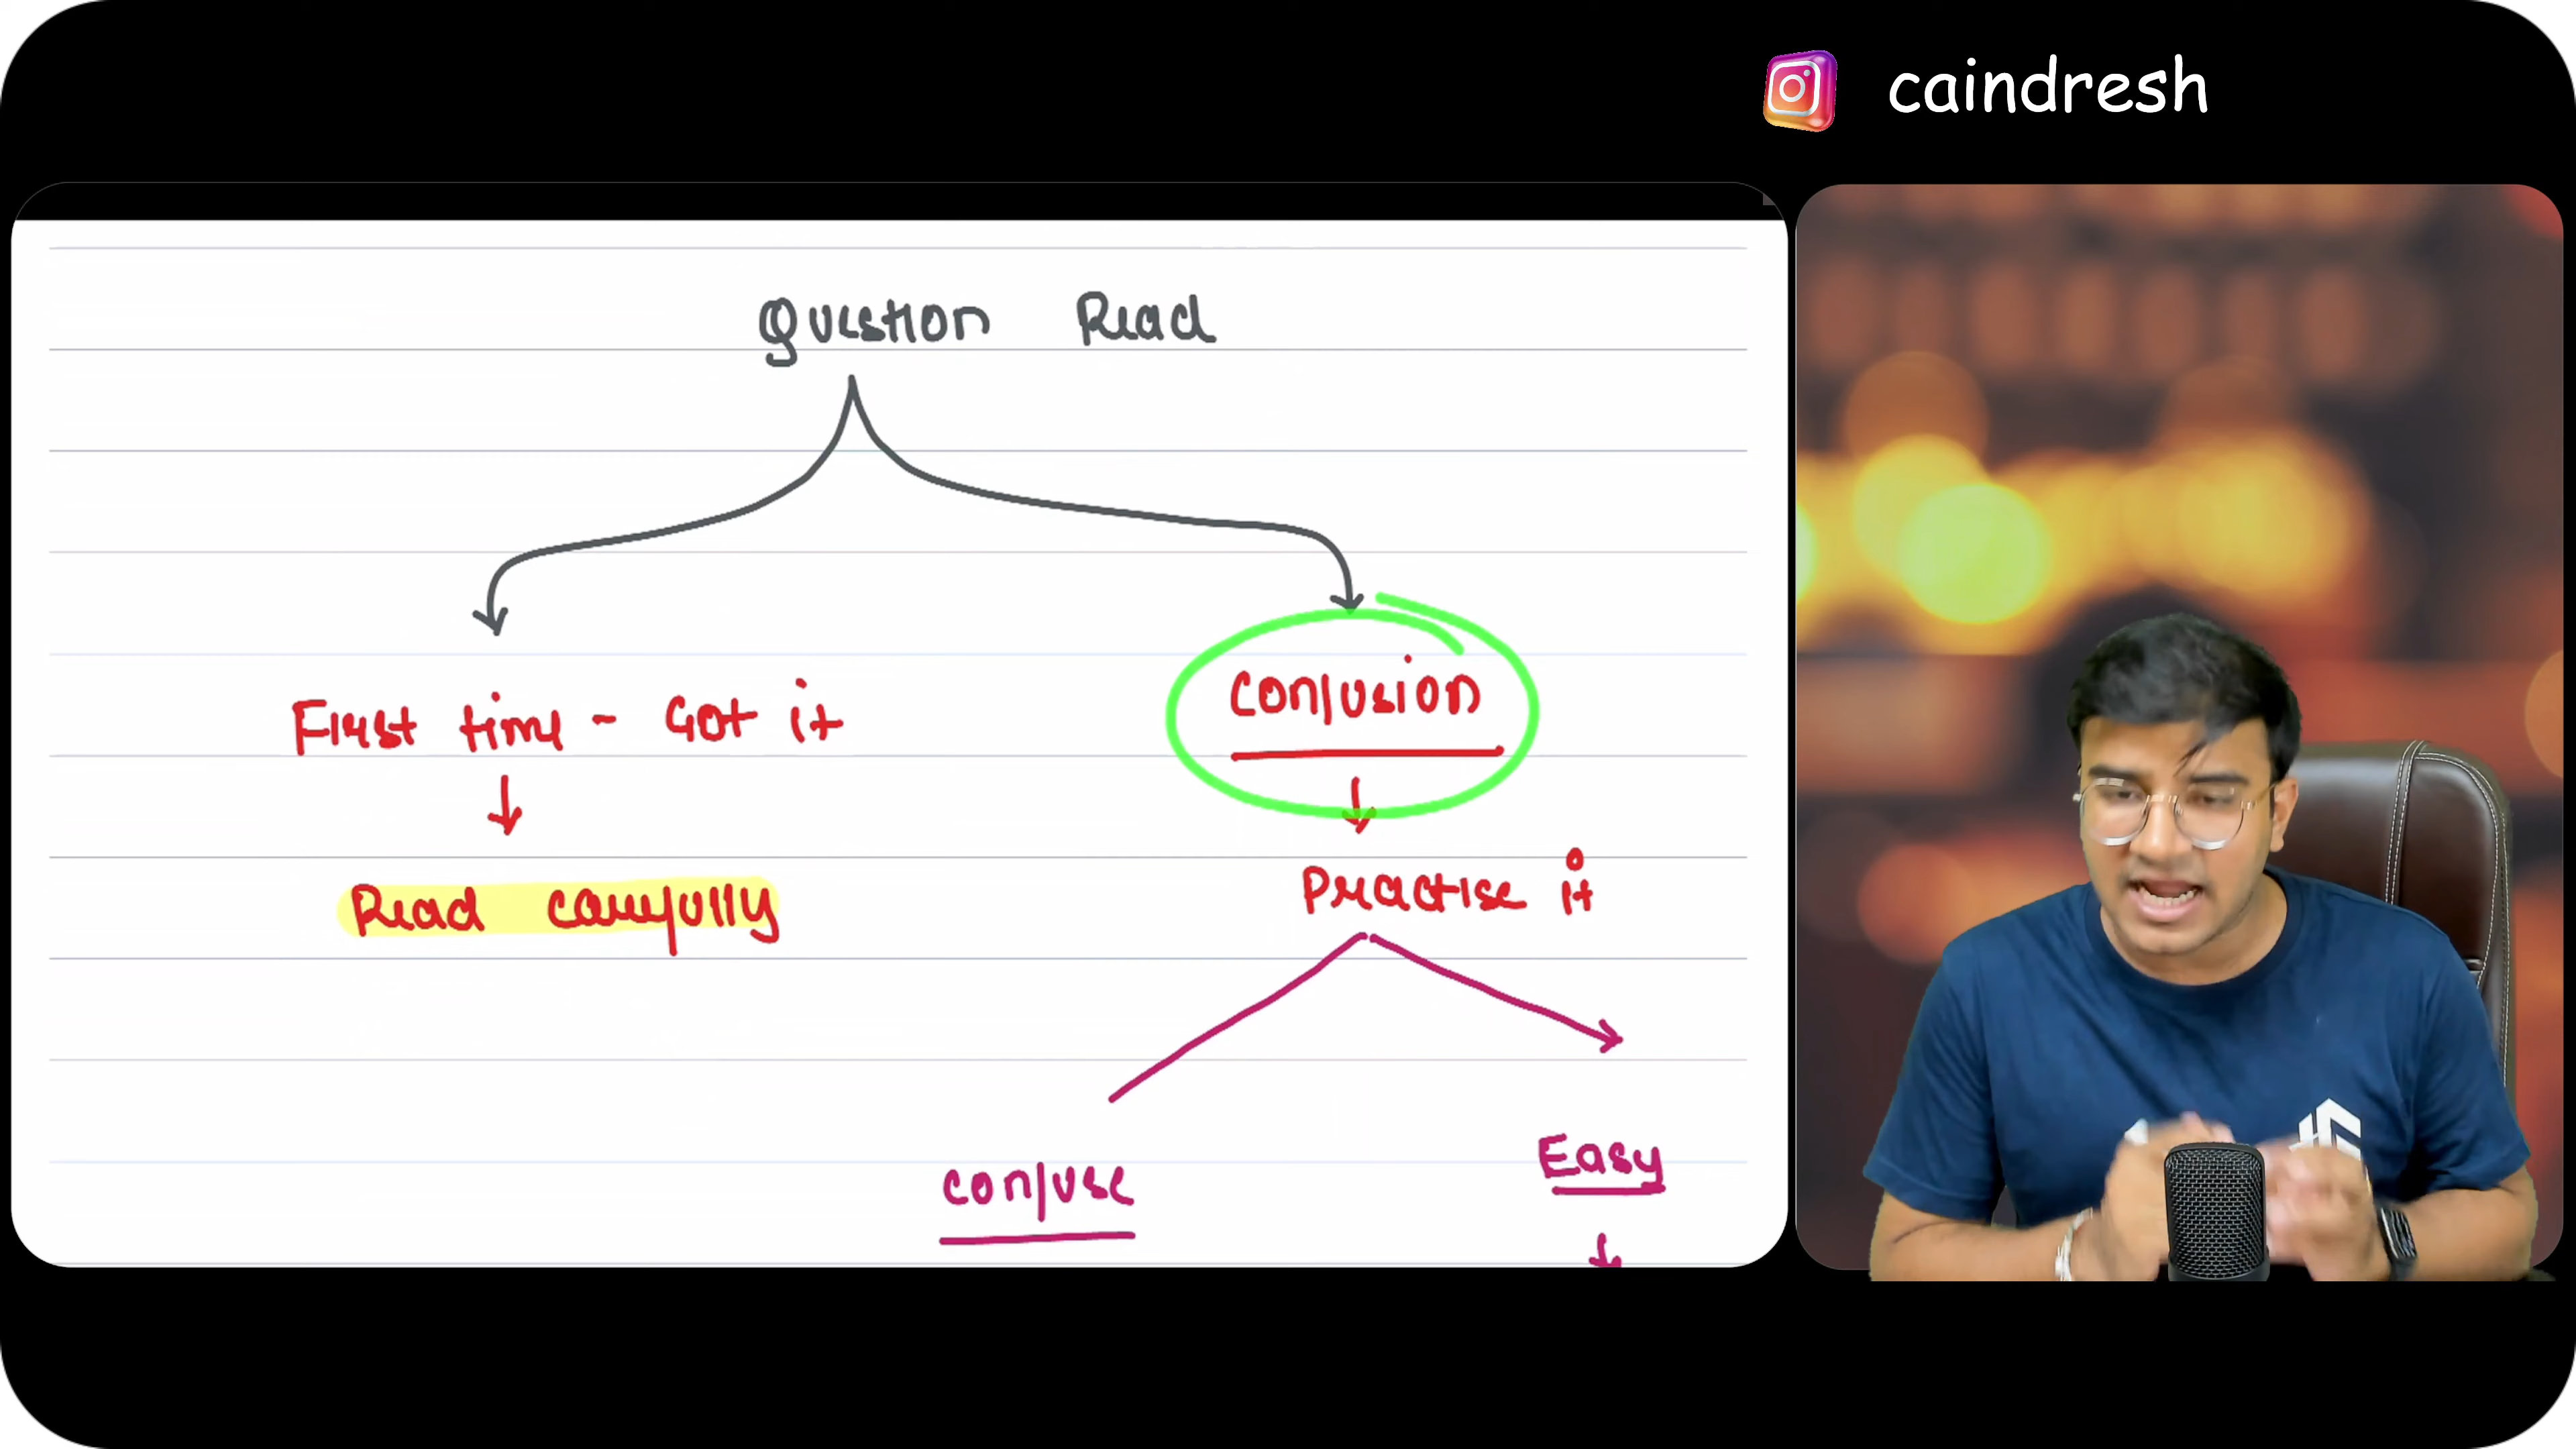 caindresh
Question Read
First time - Got it
confusion
Read carefully
Practise it
confuse
Easy